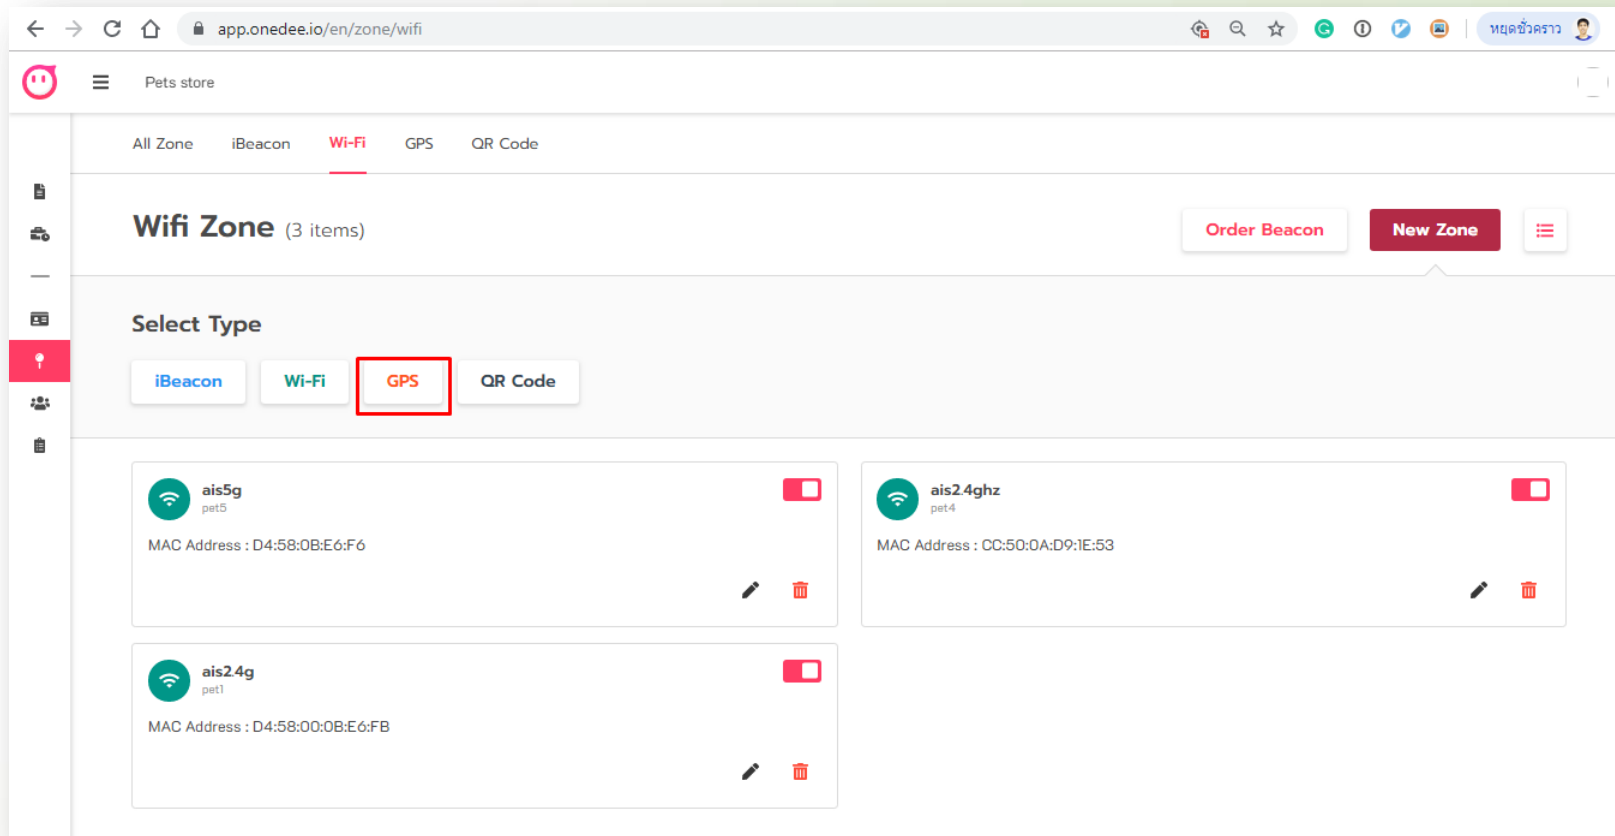 app.onedee.io/en/zone/wifi
หยุดชั่วคราว
Pets store
All Zone iBeacon Wi-Fi GPS QR Code
Wifi Zone (3 items)
Order Beacon New Zone
Select Type
iBeacon Wi-Fi GPS QR Code
ais5g
pet5
MAC Address : D4:58:0B:E6:F6
ais2.4ghz
pet4
MAC Address : CC:50:0A:D9:1E:53
ais2.4g
pet1
MAC Address : D4:58:00:0B:E6:FB